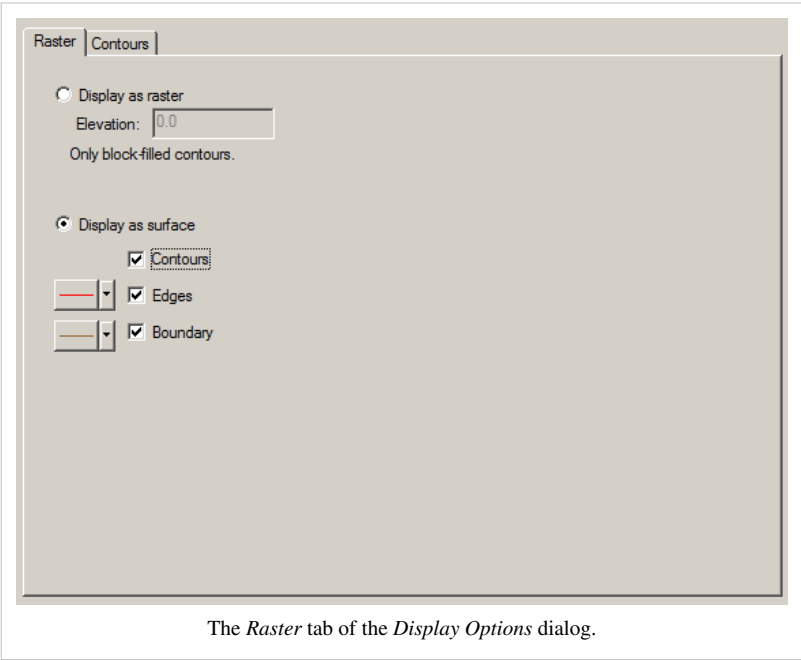 Raster Contours
Display as raster
Elevation: 0.0
Only block-filled contours.
Display as surface
Contours
Edges
Boundary
The Raster tab of the Display Options dialog.